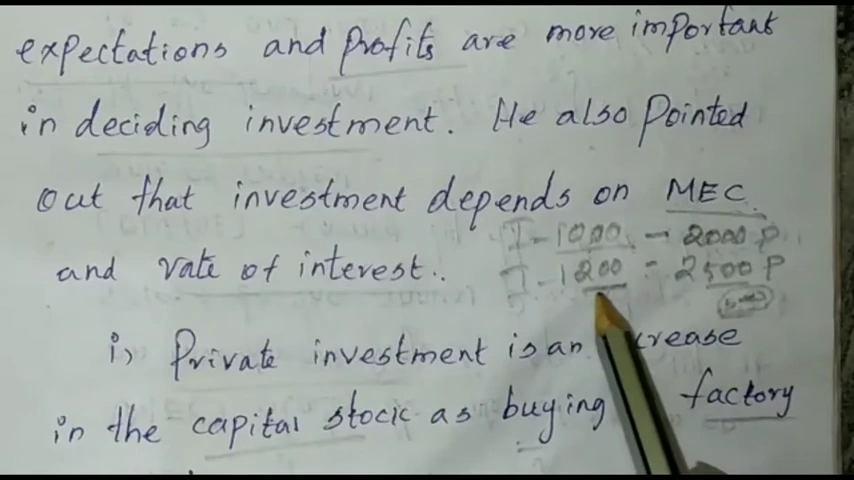 expectations and profits are more important
in deciding investment. He also Pointed
out that investment depends on MEC.
I - 1000 - 2000 P
and rate of interest..
I - 1200 - 2500 P
i, Private investment is an
in the capital stock as buying factory